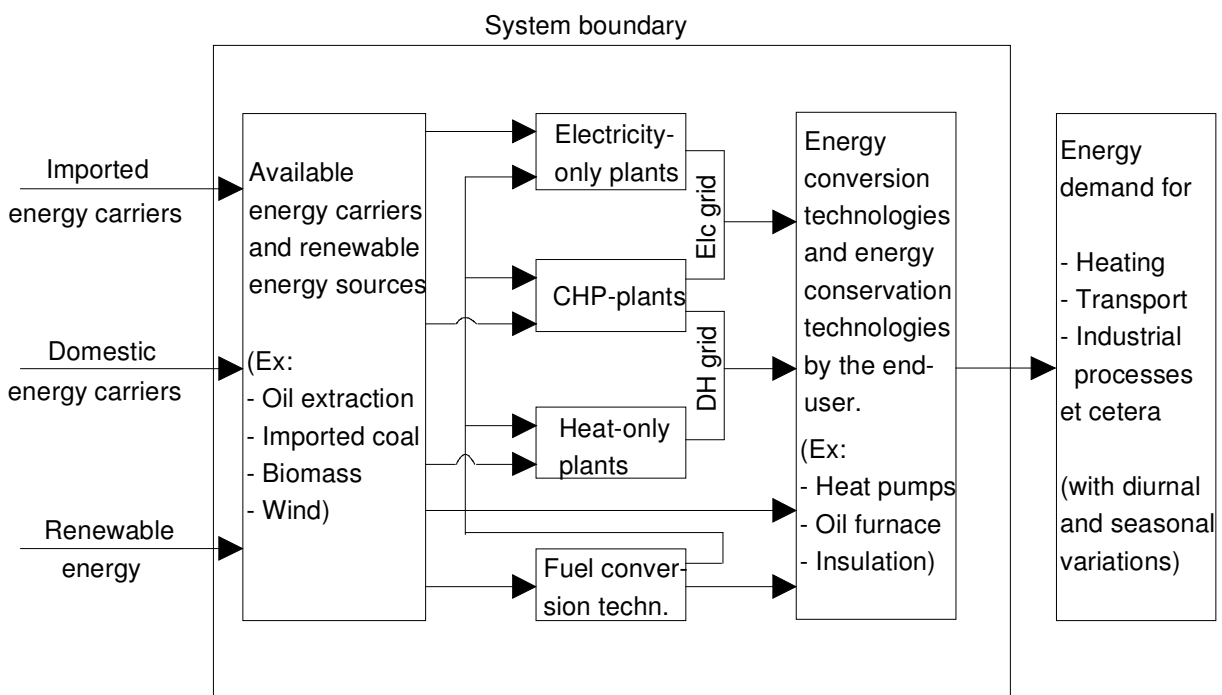 System boundary
Imported
energy carriers
Domestic
energy carriers
Renewable
energy
Available
energy carriers
and renewable
energy sources
(Ex:
- Oil extraction
- Imported coal
- Biomass
- Wind)
Electricity-
only plants
CHP-plants
Heat-only
plants
Fuel conver-
sion techn.
Elc grid
DH grid
Energy
conversion
technologies
and energy
conservation
technologies
by the end-
user.
(Ex:
- Heat pumps
- Oil furnace
- Insulation)
Energy
demand for
- Heating
- Transport
- Industrial
processes
et cetera
(with diurnal
and seasonal
variations)